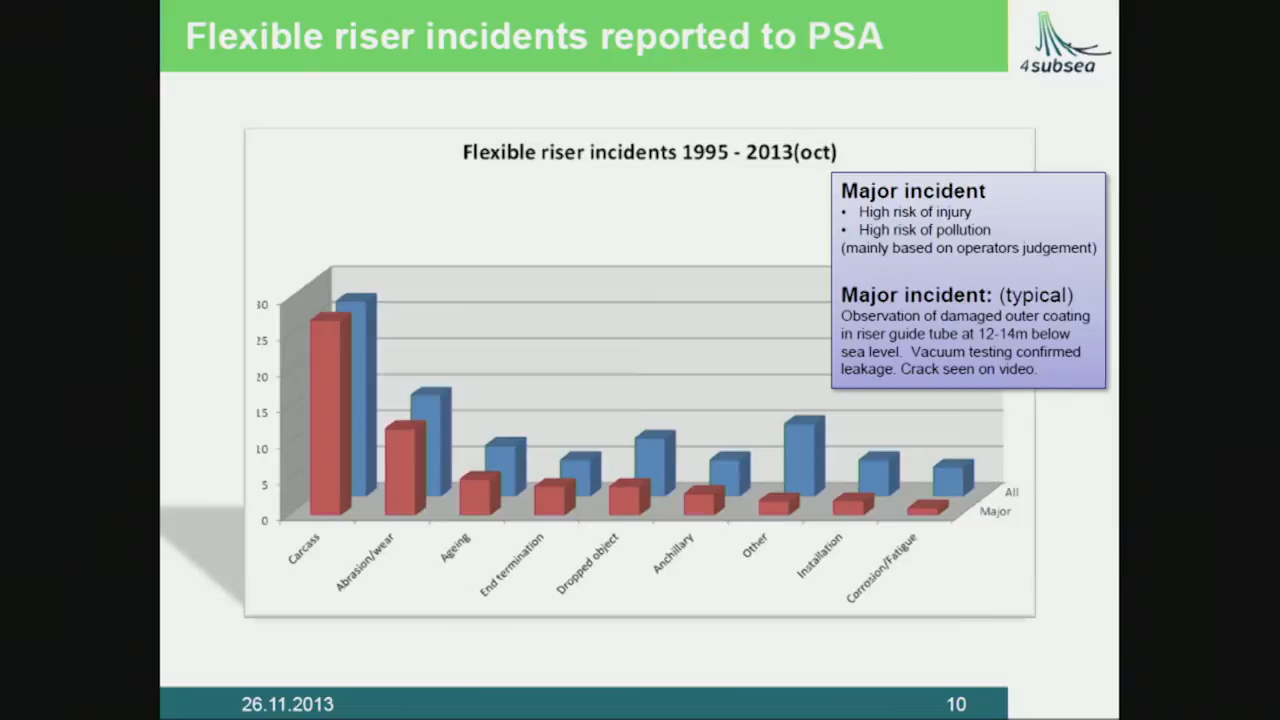 Flexible riser incidents reported to PSA
4subsea
Flexible riser incidents 1995 - 2013(oct)
Major incident
• High risk of injury
• High risk of pollution
(mainly based on operators judgement)
Major incident: (typical)
Observation of damaged outer coating
in riser guide tube at 12-14m below
sea level. Vacuum testing confirmed
leakage. Crack seen on video.
30
25
20
15
10
5
0
All
Major
Carcass
Abrasion/wear
Ageing
End termination
Dropped object
Anchillary
Other
Installation
Corrosion/Fatigue
26.11.2013
10